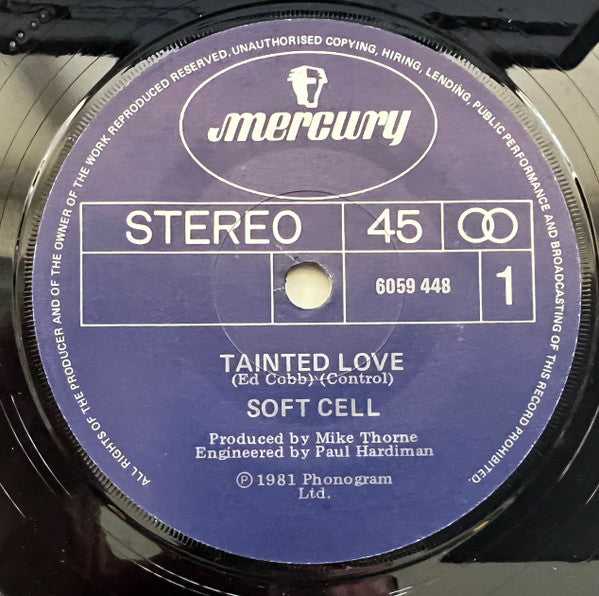 ALL RIGHTS OF THE PRODUCER AND OF THE OWNER OF THE WORK REPRODUCED RESERVED. UNAUTHORISED COPYING, HIRING, LENDING, PUBLIC PERFORMANCE AND BROADCASTING OF THIS RECORD PROHIBITED.
mercury
STEREO 45
6059 448 1
TAINTED LOVE
(Ed Cobb) (Control)
SOFT CELL
Produced by Mike Thorne
Engineered by Paul Hardiman
℗ 1981 Phonogram
Ltd.